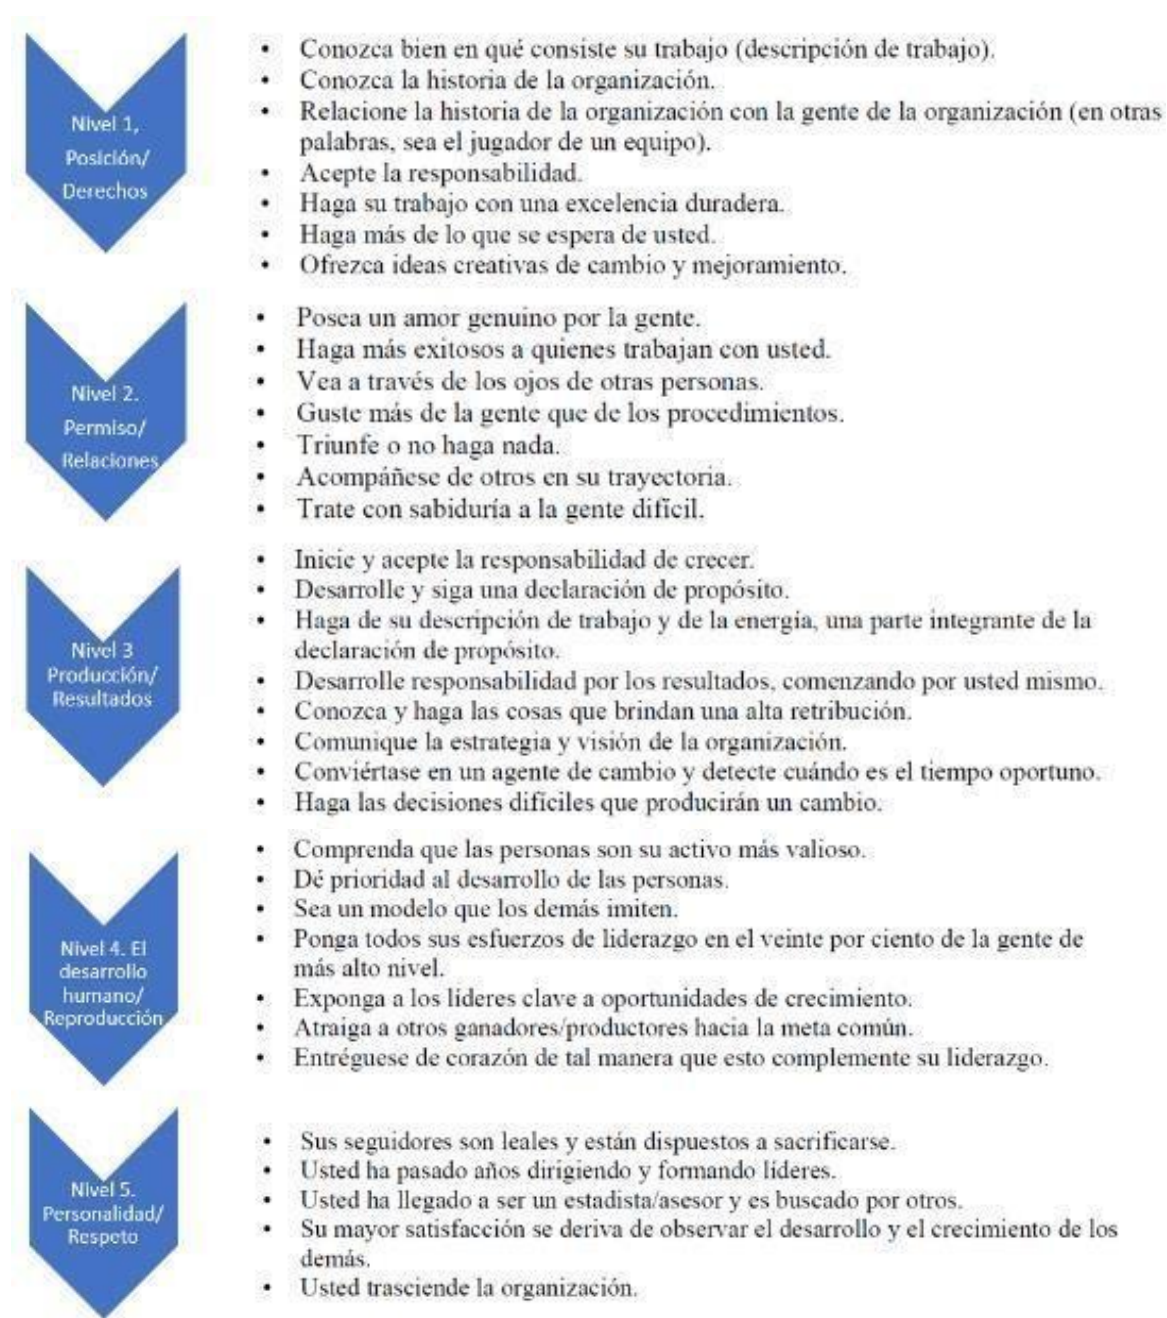 Nivel 1,
Posición/
Derechos
• Conozca bien en qué consiste su trabajo (descripción de trabajo).
• Conozca la historia de la organización.
• Relacione la historia de la organización con la gente de la organización (en otras
palabras, sea el jugador de un equipo).
• Acepte la responsabilidad.
• Haga su trabajo con una excelencia duradera.
• Haga más de lo que se espera de usted.
• Ofrezca ideas creativas de cambio y mejoramiento.
Nivel 2.
Permiso/
Relaciones
• Posea un amor genuino por la gente.
• Haga más exitosos a quienes trabajan con usted.
• Vea a través de los ojos de otras personas.
• Guste más de la gente que de los procedimientos.
• Triunfe o no haga nada.
• Acompáñese de otros en su trayectoria.
• Trate con sabiduría a la gente difícil.
Nivel 3
Producción/
Resultados
• Inicie y acepte la responsabilidad de crecer.
• Desarrolle y siga una declaración de propósito.
• Haga de su descripción de trabajo y de la energía, una parte integrante de la
declaración de propósito.
• Desarrolle responsabilidad por los resultados, comenzando por usted mismo.
• Conozca y haga las cosas que brindan una alta retribución.
• Comunique la estrategia y visión de la organización.
• Conviértase en un agente de cambio y detecte cuándo es el tiempo oportuno.
• Haga las decisiones difíciles que producirán un cambio.
Nivel 4. El
desarrollo
humano/
Reproducción
• Comprenda que las personas son su activo más valioso.
• Dé prioridad al desarrollo de las personas.
• Sea un modelo que los demás imiten.
• Ponga todos sus esfuerzos de liderazgo en el veinte por ciento de la gente de
más alto nivel.
• Exponga a los líderes clave a oportunidades de crecimiento.
• Atraiga a otros ganadores/productores hacia la meta común.
• Entréguese de corazón de tal manera que esto complemente su liderazgo.
Nivel 5.
Personalidad/
Respeto
• Sus seguidores son leales y están dispuestos a sacrificarse.
• Usted ha pasado años dirigiendo y formando líderes.
• Usted ha llegado a ser un estadista/asesor y es buscado por otros.
• Su mayor satisfacción se deriva de observar el desarrollo y el crecimiento de los
demás.
• Usted trasciende la organización.